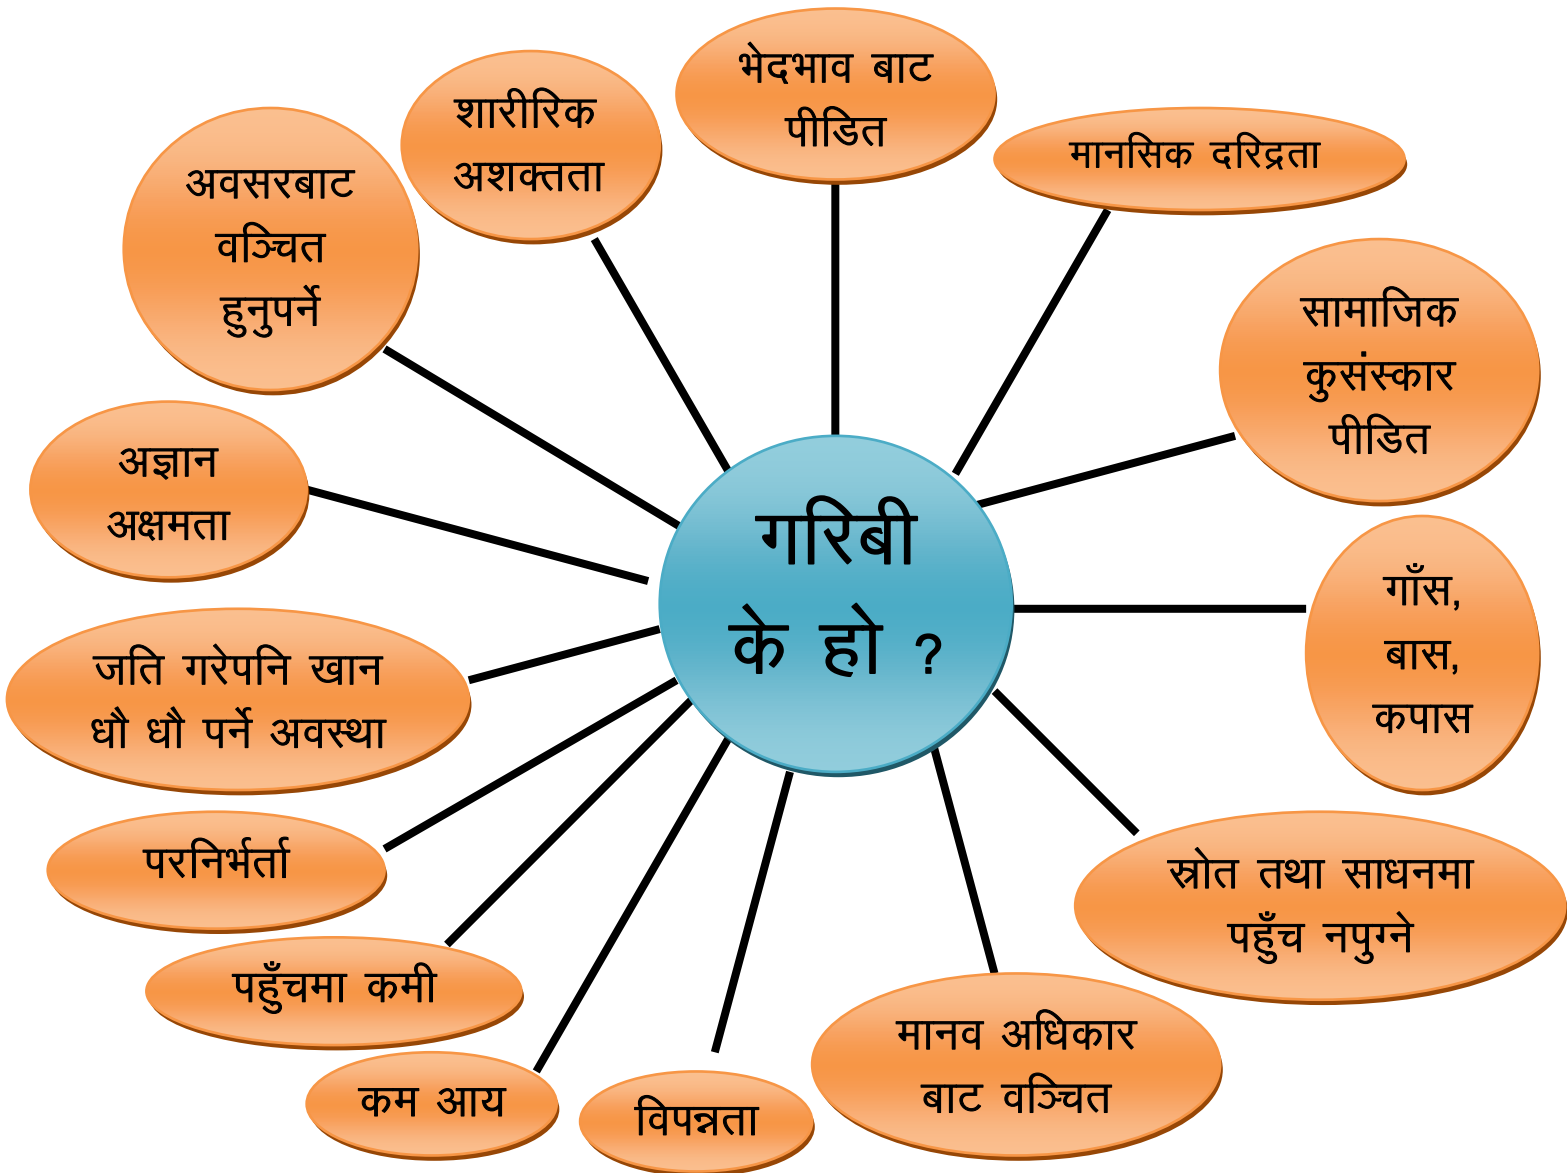 गरिबी
के हो ?
भेदभाव बाट
पीडित
मानसिक दरिद्रता
सामाजिक
कुसंस्कार
पीडित
गाँस,
बास,
कपास
स्रोत तथा साधनमा
पहुँच नपुग्ने
मानव अधिकार
बाट वञ्चित
विपन्नता
कम आय
पहुँचमा कमी
परनिर्भर्ता
जति गरेपनि खान
धौ धौ पर्ने अवस्था
अज्ञान
अक्षमता
अवसरबाट
वञ्चित
हुनुपर्ने
शारीरिक
अशक्तता